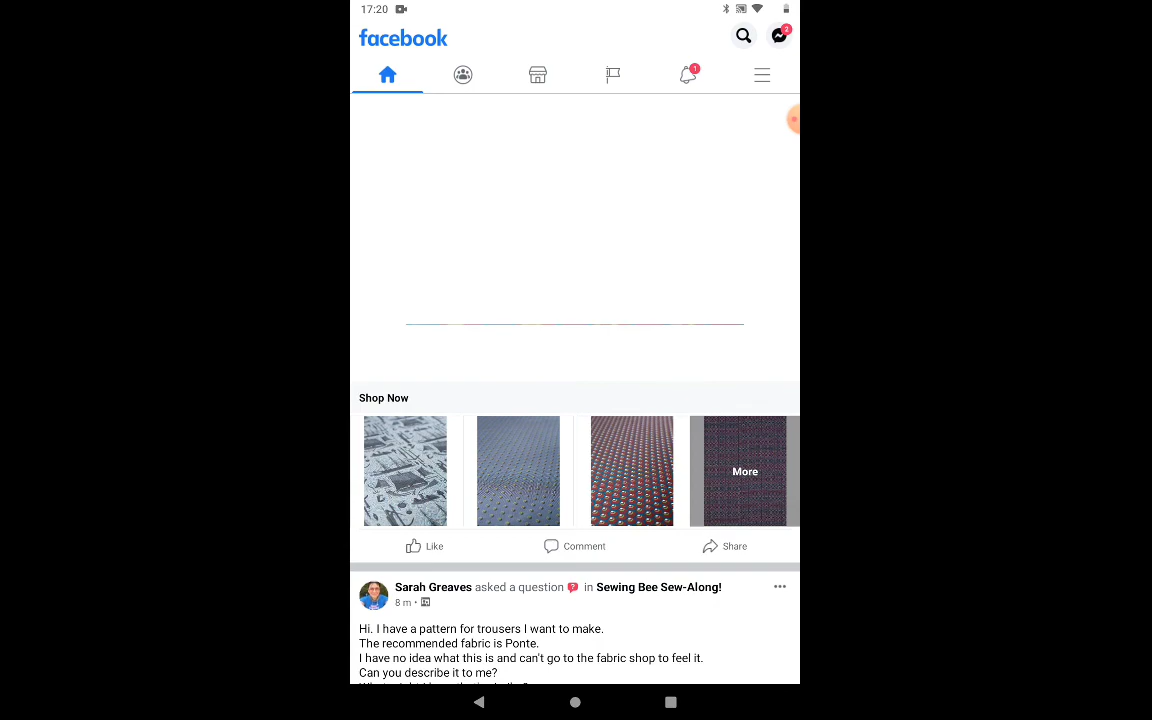 17:20
facebook
2
1
Shop Now
More
Like
Comment
Share
Sarah Greaves asked a question in Sewing Bee Sew-Along!
8 m •
Hi. I have a pattern for trousers I want to make.
The recommended fabric is Ponte.
I have no idea what this is and can't go to the fabric shop to feel it.
Can you describe it to me?